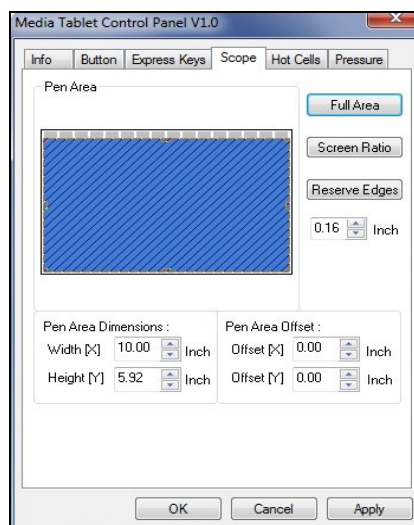 Media Tablet Control Panel V1.0
Info Button Express Keys Scope Hot Cells Pressure
Pen Area
Full Area
Screen Ratio
Reserve Edges
0.16 Inch
Pen Area Dimensions :
Width [X] 10.00 Inch
Height [Y] 5.92 Inch
Pen Area Offset :
Offset [X] 0.00 Inch
Offset [Y] 0.00 Inch
OK Cancel Apply